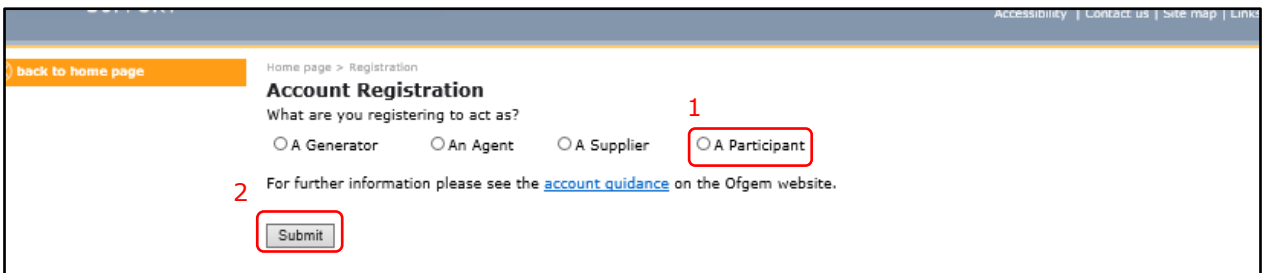 SUPPORT
Accessibility | Contact us | Site map | Links
back to home page
Home page > Registration
Account Registration
What are you registering to act as?
1
A Generator An Agent A Supplier A Participant
For further information please see the account guidance on the Ofgem website.
2
Submit